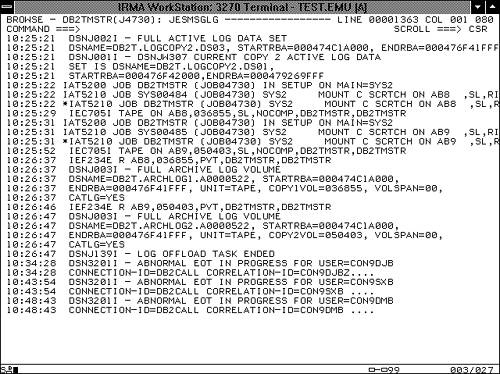 IRMA WorkStation: 3270 Terminal - TEST.EMU [A]
BROWSE - DB2TMSTR(J4730): JESMSGLG - ---------------- LINE 00001363 COL 001 080
COMMAND ===> SCROLL ===> CSR
10:25:21 DSNJ002I - FULL ACTIVE LOG DATA SET
10:25:21 DSNAME=DB2T.LOGCOPY2.DS03, STARTRBA=000474C1A000, ENDRBA=000476F41FFF
10:25:21 DSNJ001I - DSNJW307 CURRENT COPY 2 ACTIVE LOG DATA
10:25:21 SET IS DSNAME=DB2T.LOGCOPY2.DS01,
10:25:21 STARTRBA=000476F42000,ENDRBA=000479269FFF
10:25:22 IAT5200 JOB DB2TMSTR (JOB04730) IN SETUP ON MAIN=SYS2
10:25:22 IAT5210 JOB SYS00484 (JOB04730) SYS2 MOUNT C SCRTCH ON AB8 ,SL,RI
10:25:22 *IAT5210 JOB DB2TMSTR (JOB04730) SYS2 MOUNT C SCRTCH ON AB8 ,SL,R
10:25:29 IEC705I TAPE ON AB8,036855,SL,NOCOMP,DB2TMSTR,DB2TMSTR
10:25:31 IAT5200 JOB DB2TMSTR (JOB04730) IN SETUP ON MAIN=SYS2
10:25:31 IAT5210 JOB SYS00485 (JOB04730) SYS2 MOUNT C SCRTCH ON AB9 ,SL,RI
10:25:31 *IAT5210 JOB DB2TMSTR (JOB04730) SYS2 MOUNT C SCRTCH ON AB9 ,SL,R
10:25:52 IEC705I TAPE ON AB9,050403,SL,NOCOMP,DB2TMSTR,DB2TMSTR
10:26:37 IEF234E R AB8,036855,PVT,DB2TMSTR,DB2TMSTR
10:26:37 DSNJ003I - FULL ARCHIVE LOG VOLUME
10:26:37 DSNAME=DB2T.ARCHLOG1.A0000522, STARTRBA=000474C1A000,
10:26:37 ENDRBA=000476F41FFF, UNIT=TAPE, COPY1VOL=036855, VOLSPAN=00,
10:26:37 CATLG=YES
10:26:46 IEF234E R AB9,050403,PVT,DB2TMSTR,DB2TMSTR
10:26:47 DSNJ003I - FULL ARCHIVE LOG VOLUME
10:26:47 DSNAME=DB2T.ARCHLOG2.A0000522, STARTRBA=000474C1A000,
10:26:47 ENDRBA=000476F41FFF, UNIT=TAPE, COPY2VOL=050403, VOLSPAN=00,
10:26:47 CATLG=YES
10:26:47 DSNJ139I - LOG OFFLOAD TASK ENDED
10:34:28 DSN3201I - ABNORMAL EOT IN PROGRESS FOR USER=CON9DJB
10:34:28 CONNECTION-ID=DB2CALL CORRELATION-ID=CON9DJBZ....
10:43:54 DSN3201I - ABNORMAL EOT IN PROGRESS FOR USER=CON9SXB
10:43:54 CONNECTION-ID=DB2CALL CORRELATION-ID=CON9SXB ....
10:48:43 DSN3201I - ABNORMAL EOT IN PROGRESS FOR USER=CON9DMB
10:48:43 CONNECTION-ID=DB2CALL CORRELATION-ID=CON9DMB ....
99 003/027